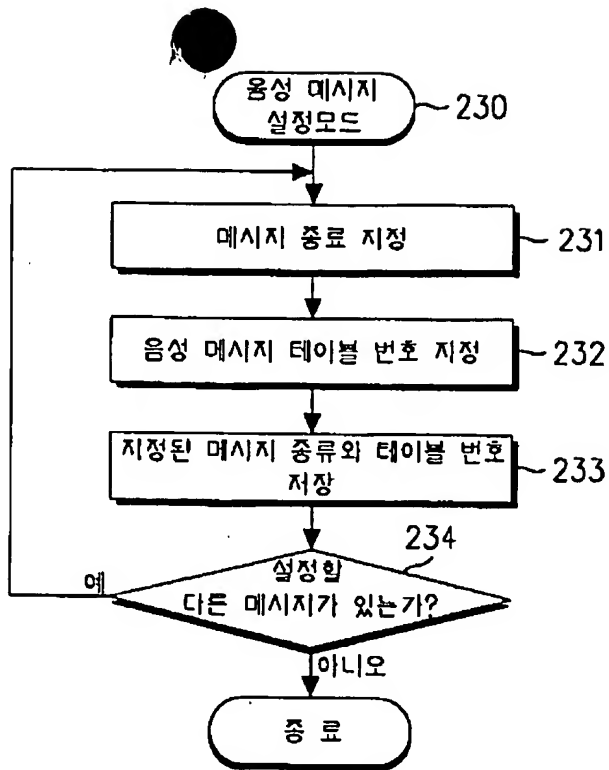 음성 메시지
설정모드
230
메시지 종료 지정
231
음성 메시지 테이블 번호 지정
232
지정된 메시지 종류와 테이블 번호
저장
233
234
설정할
다른 메시지가 있는가?
예
아니오
종 료